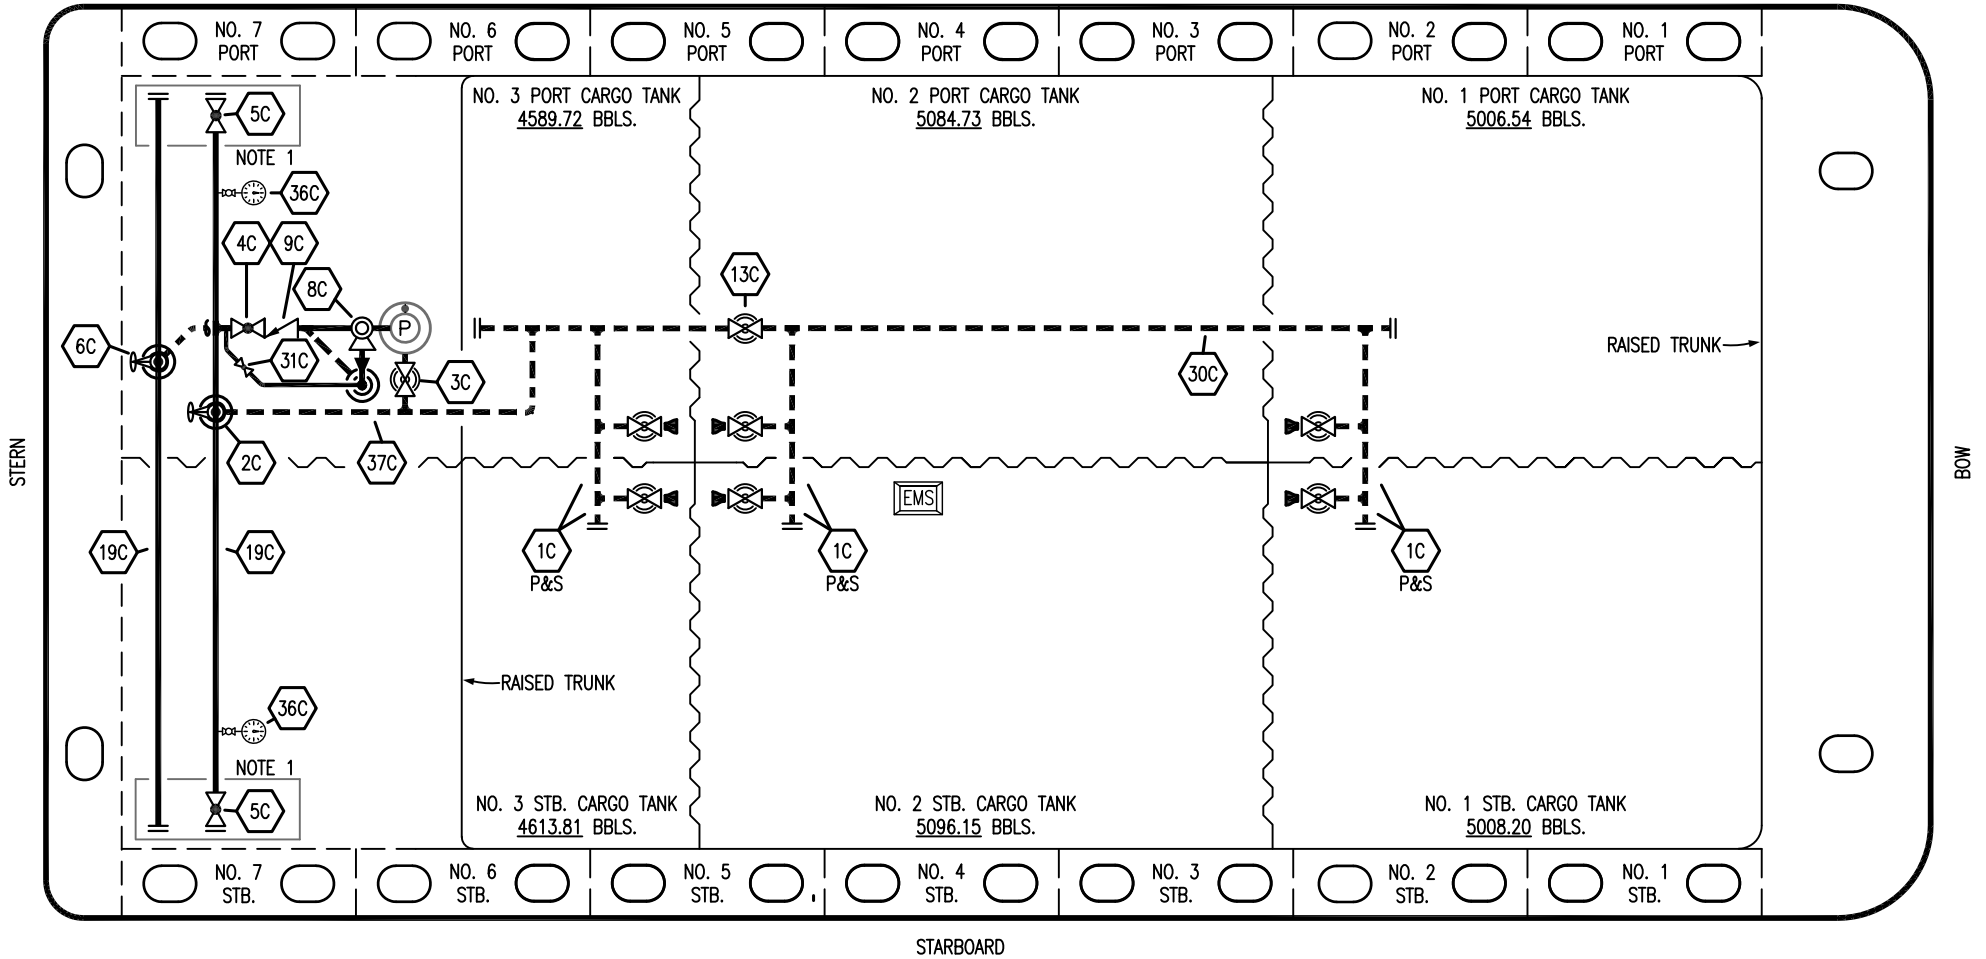 NO. 7
PORT
NO. 6
PORT
NO. 5
PORT
NO. 4
PORT
NO. 3
PORT
NO. 2
PORT
NO. 1
PORT
NO. 3 PORT CARGO TANK
4589.72 BBLS.
NO. 2 PORT CARGO TANK
5084.73 BBLS.
NO. 1 PORT CARGO TANK
5006.54 BBLS.
5C
NOTE 1
36C
4C
9C
8C
13C
P
6C
31C
3C
30C
RAISED TRUNK
2C
37C
STERN
BOW
EMS
19C
19C
1C
P&S
1C
P&S
1C
P&S
RAISED TRUNK
36C
NOTE 1
5C
NO. 3 STB. CARGO TANK
4613.81 BBLS.
NO. 2 STB. CARGO TANK
5096.15 BBLS.
NO. 1 STB. CARGO TANK
5008.20 BBLS.
NO. 7
STB.
NO. 6
STB.
NO. 5
STB.
NO. 4
STB.
NO. 3
STB.
NO. 2
STB.
NO. 1
STB.
STARBOARD